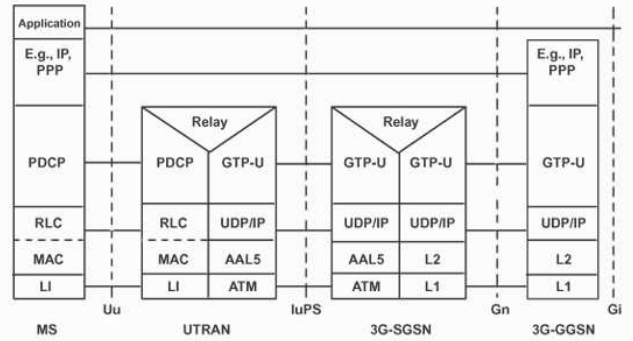 Application
E.g., IP,
PPP
E.g., IP,
PPP
Relay
Relay
PDCP
PDCP
GTP-U
GTP-U
GTP-U
GTP-U
RLC
RLC
UDP/IP
UDP/IP
UDP/IP
UDP/IP
MAC
MAC
AAL5
AAL5
L2
L2
LI
LI
ATM
ATM
L1
L1
Uu
IuPS
Gn
Gi
MS
UTRAN
3G-SGSN
3G-GGSN